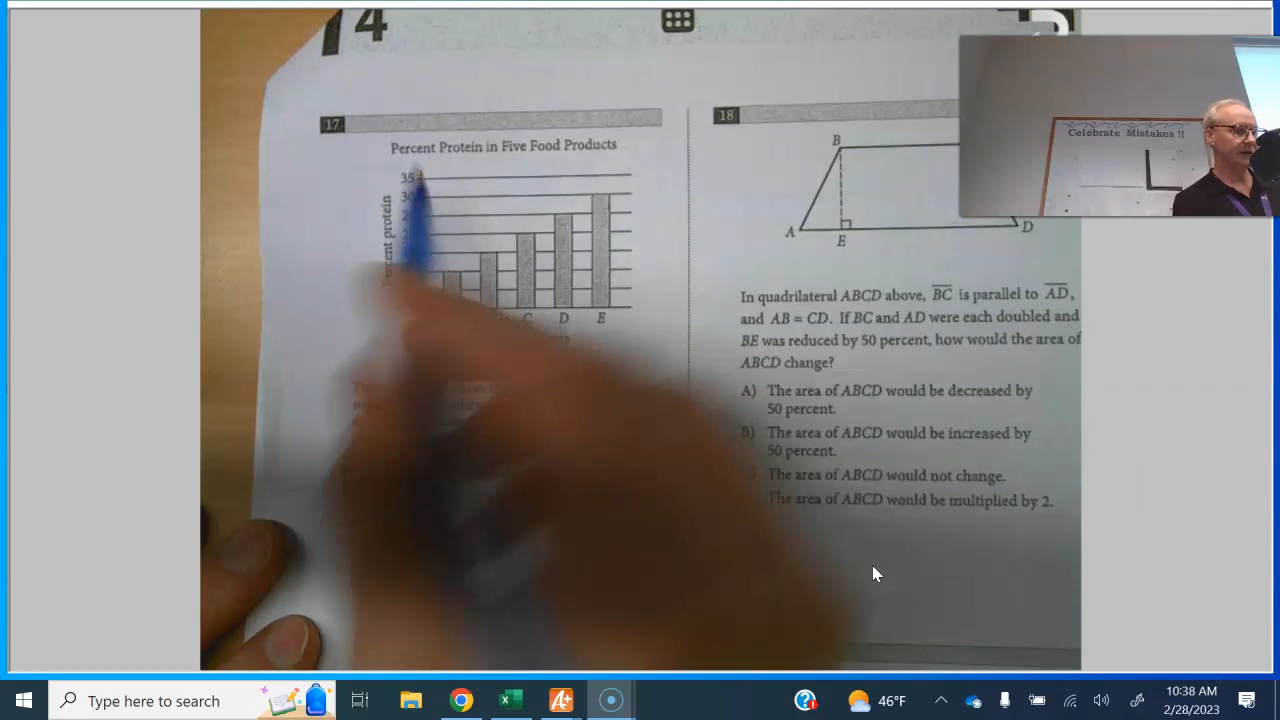 4
17
Percent Protein in Five Food Products
35
30
Percent protein
C D E
18
B
A
E
D
In quadrilateral ABCD above, BC is parallel to AD,
and AB = CD. If BC and AD were each doubled and
BE was reduced by 50 percent, how would the area of
ABCD change?
A) The area of ABCD would be decreased by
50 percent.
B) The area of ABCD would be increased by
50 percent.
The area of ABCD would not change.
The area of ABCD would be multiplied by 2.
Celebrate Mistakes !!
Type here to search
46°F
10:38 AM
2/28/2023